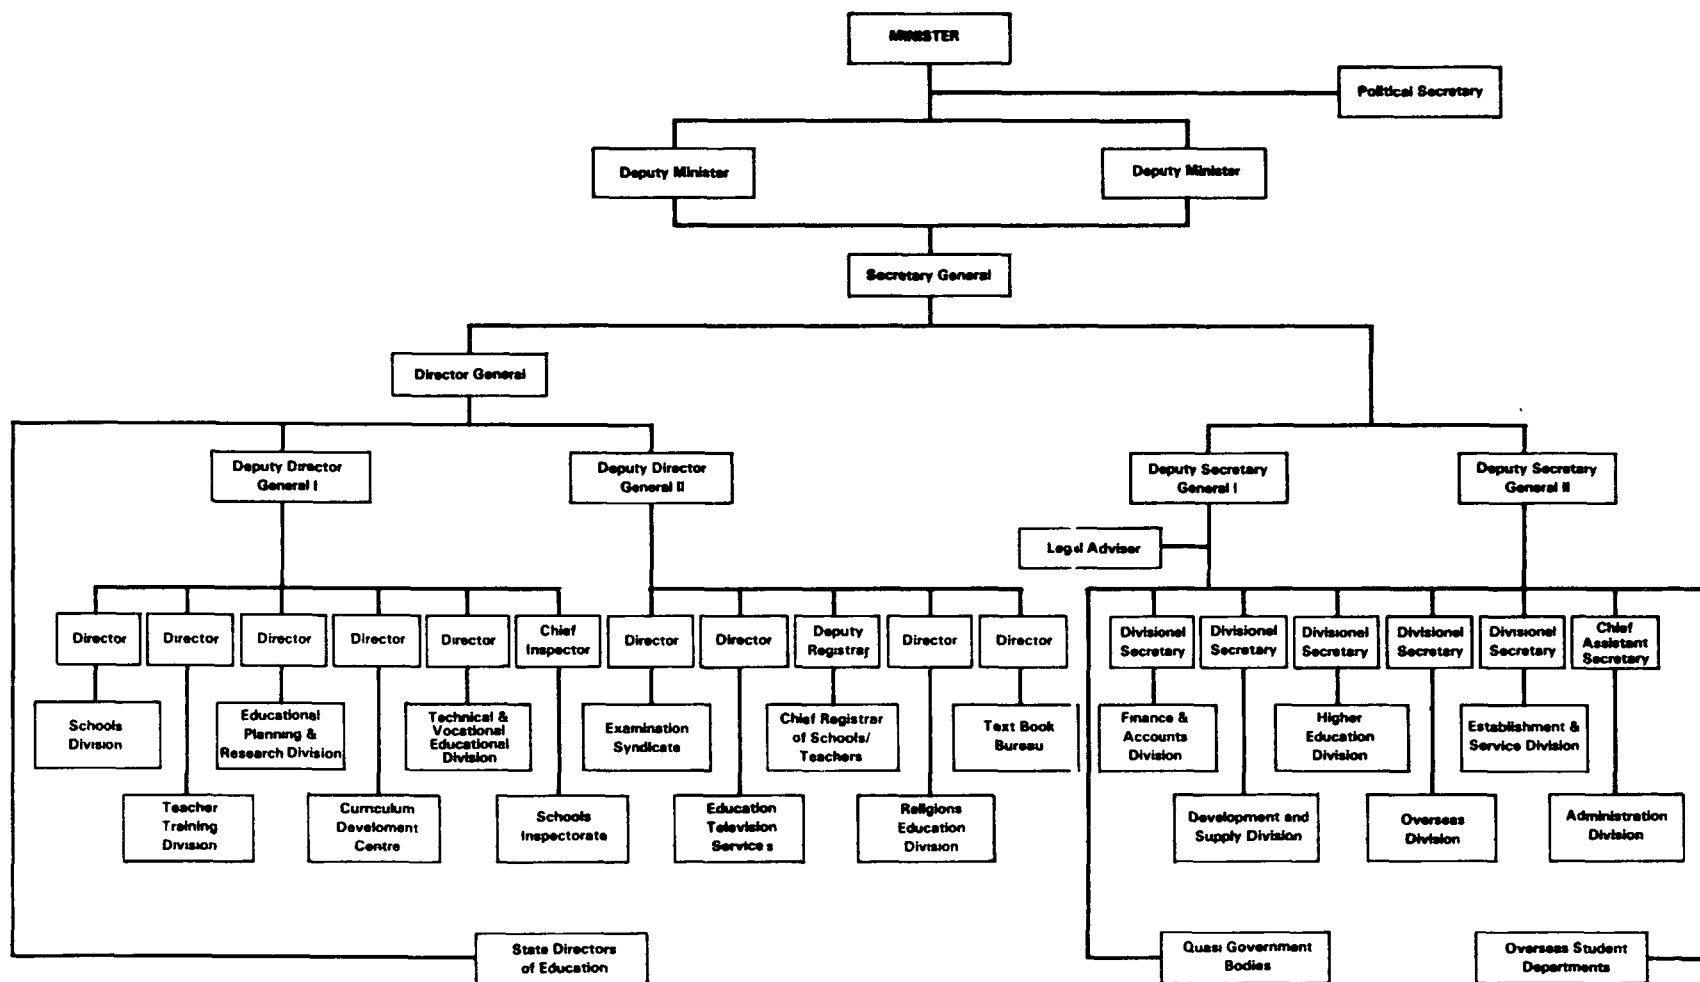 MINISTER
Political Secretary
Deputy Minister
Deputy Minister
Secretary General
Director General
Deputy Director
General I
Deputy Director
General II
Deputy Secretary
General I
Deputy Secretary
General II
Legal Adviser
Director
Director
Director
Director
Director
Chief
Inspector
Director
Director
Deputy
Registrar
Director
Director
Divisional
Secretary
Divisional
Secretary
Divisional
Secretary
Divisional
Secretary
Divisional
Secretary
Chief
Assistant
Secretary
Schools
Division
Educational
Planning &
Research Division
Technical &
Vocational
Educational
Division
Examination
Syndicate
Chief Registrar
of Schools/
Teachers
Text Book
Bureau
Finance &
Accounts
Division
Higher
Education
Division
Establishment &
Service Division
Teacher
Training
Division
Curriculum
Develoment
Centre
Schools
Inspectorate
Education
Television
Services
Religions
Education
Division
Development and
Supply Division
Overseas
Division
Administration
Division
State Directors
of Education
Quasi Government
Bodies
Overseas Student
Departments